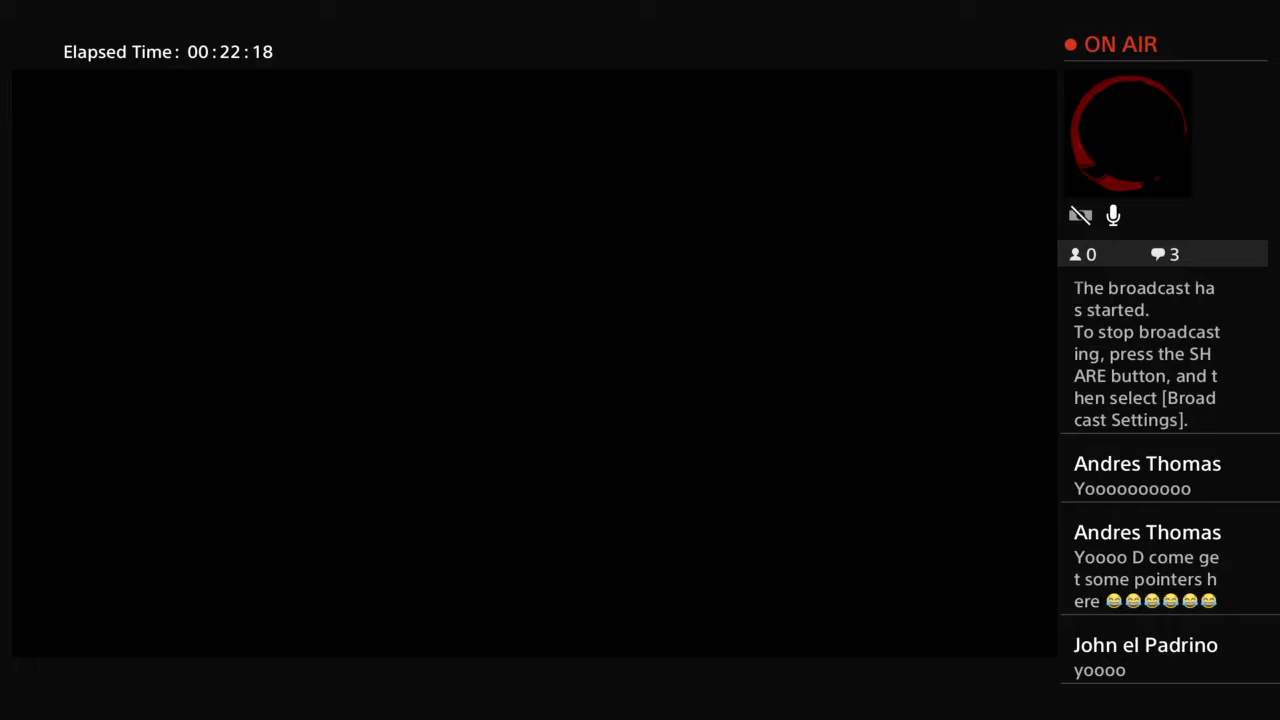 Elapsed Time: 00:22:18
ON AIR
0 3
The broadcast ha
s started.
To stop broadcast
ing, press the SH
ARE button, and t
hen select [Broad
cast Settings].
Andres Thomas
Yoooooooooo
Andres Thomas
Yoooo D come ge
t some pointers h
ere 😂😂😂😂😂😂
John el Padrino
yoooo